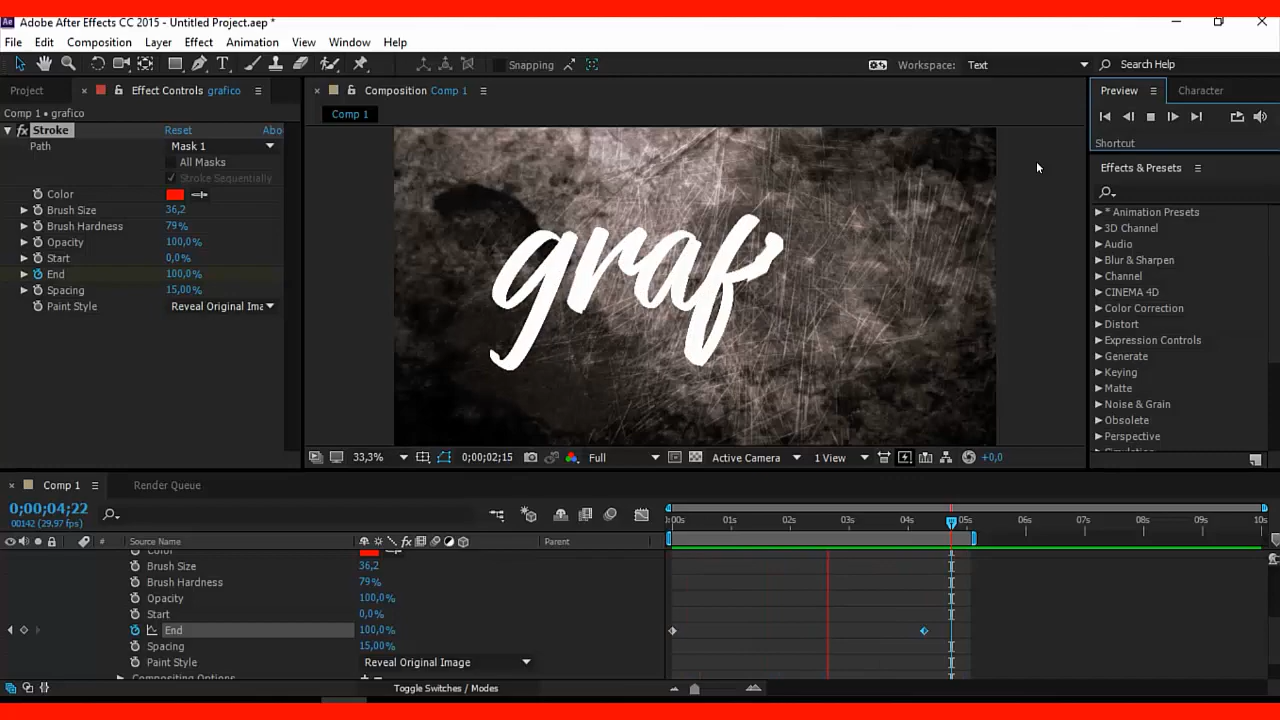 Adobe After Effects CC 2015 - Untitled Project.aep *
File Edit Composition Layer Effect Animation View Window Help
Snapping
Workspace: Text
Search Help
Project
Effect Controls grafico
Comp 1 • grafico
fx Stroke Reset Abo
Path Mask 1
All Masks
Stroke Sequentially
Color
Brush Size 36,2
Brush Hardness 79%
Opacity 100,0%
Start 0,0%
End 100,0%
Spacing 15,00%
Paint Style Reveal Original Ima
Composition Comp 1
Comp 1
graf
33,3% 0;00;02;15 Full Active Camera 1 View +0,0
Preview Character
Shortcut
Effects & Presets
* Animation Presets
3D Channel
Audio
Blur & Sharpen
Channel
CINEMA 4D
Color Correction
Distort
Expression Controls
Generate
Keying
Matte
Noise & Grain
Obsolete
Perspective
Comp 1 Render Queue
0;00;04;22
00142 (29.97 fps)
:00s 01s 02s 03s 04s 05s 06s 07s 08s 09s 10s
# Source Name Parent
Color
Brush Size 36,2
Brush Hardness 79%
Opacity 100,0%
Start 0,0%
End 100,0%
Spacing 15,00%
Paint Style Reveal Original Image
Compositing Options
Toggle Switches / Modes